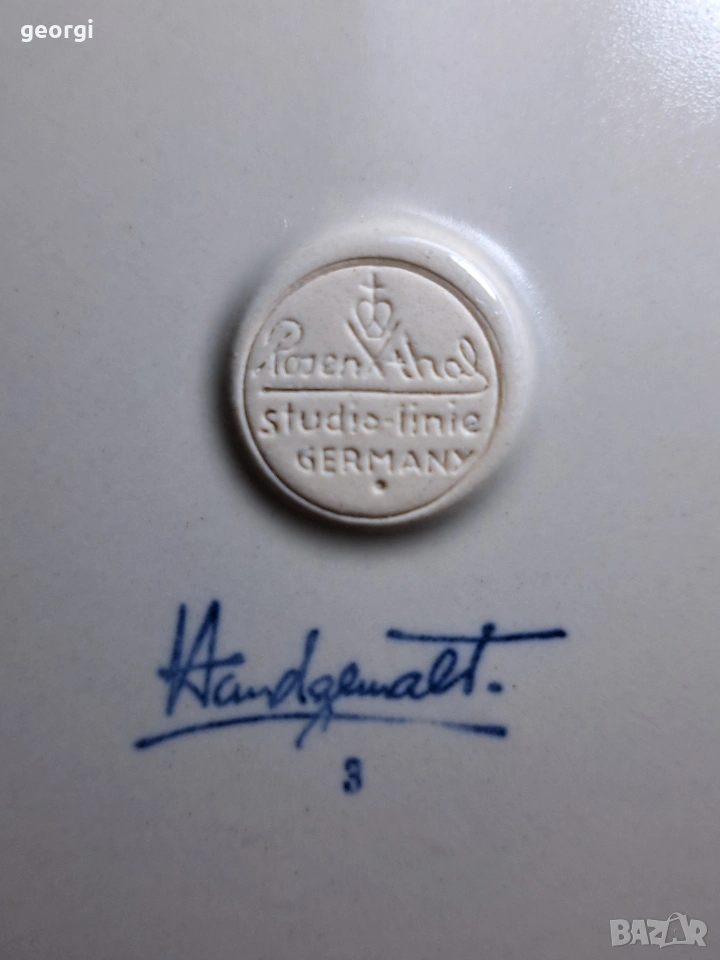 georgi
Rosenthal
studio-linie
GERMANY
Handgemalt.
3
BAZAR